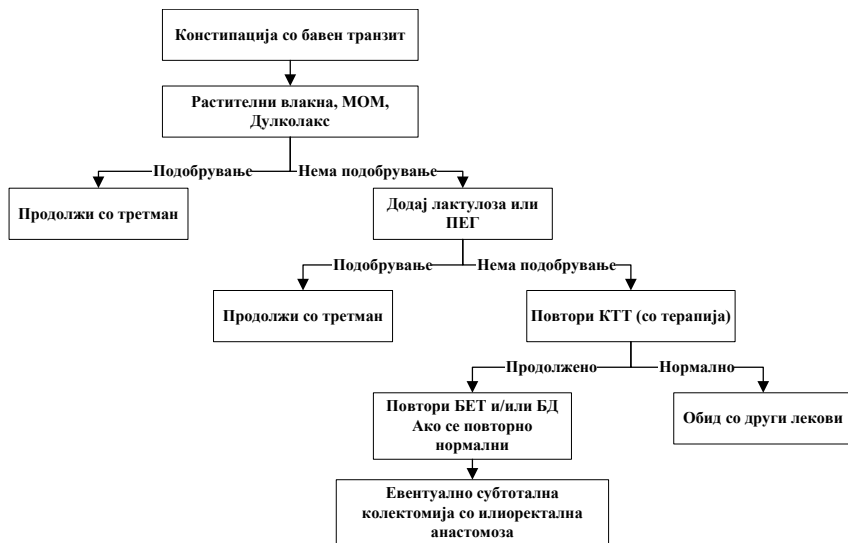 Констипација со бавен транзит
Растителни влакна, МОМ,
Дулколакс
Подобрување
Нема подобрување
Продолжи со третман
Додај лактулоза или
ПЕГ
Подобрување
Нема подобрување
Продолжи со третман
Повтори КТТ (со терапија)
Продолжено
Нормално
Повтори БЕТ и/или БД
Ако се повторно
нормални
Обид со други лекови
Евентуално субтотална
колектомија со илиоректална
анастомоза